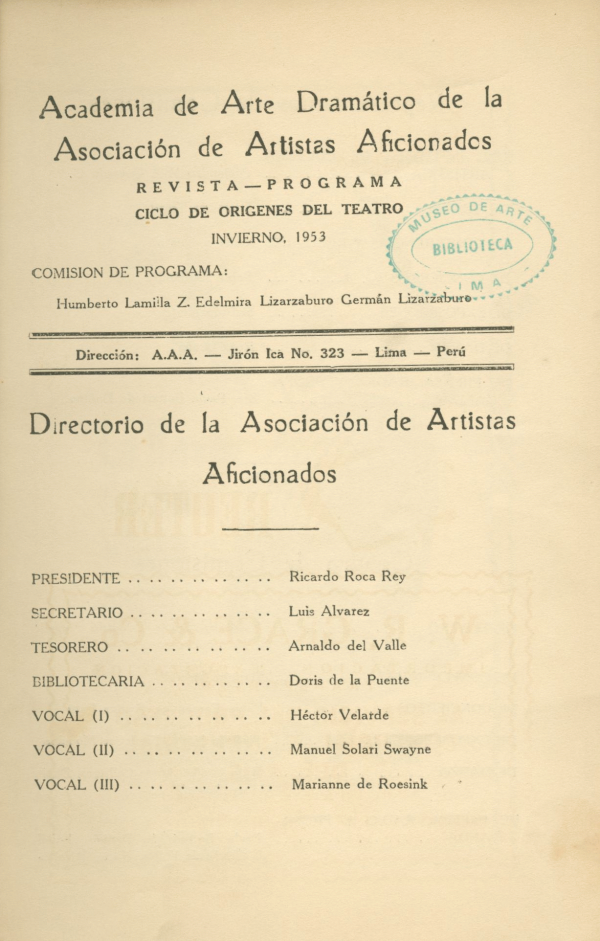 Academia de Arte Dramático de la
Asociación de Artistas Aficionados
REVISTA — PROGRAMA
CICLO DE ORIGENES DEL TEATRO
INVIERNO, 1953
MUSEO DE ARTE
BIBLIOTECA
LIMA
COMISION DE PROGRAMA:
Humberto Lamilla Z. Edelmira Lizarzaburo Germán Lizarzaburo
Dirección: A.A.A. — Jirón Ica No. 323 — Lima — Perú
Directorio de la Asociación de Artistas
Aficionados
PRESIDENTE .. .. .. .. .. .. .. Ricardo Roca Rey
SECRETARIO .. .. .. .. .. .. .. Luis Alvarez
TESORERO .. .. .. .. .. .. .. .. Arnaldo del Valle
BIBLIOTECARIA .. .. .. .. .. .. Doris de la Puente
VOCAL (I) .. .. .. .. .. .. .. .. Héctor Velarde
VOCAL (II) .. .. .. .. .. .. .. .. Manuel Solari Swayne
VOCAL (III) .. .. .. .. .. .. .. .. Marianne de Roesink